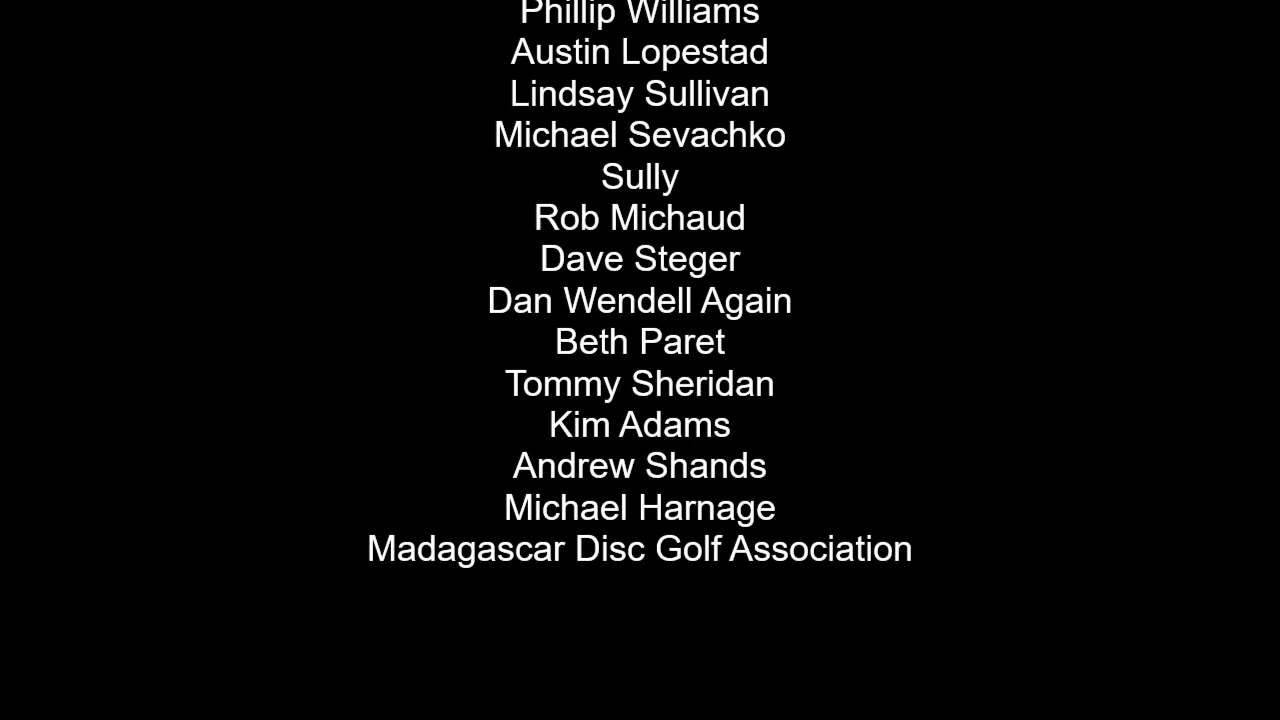 Phillip Williams
Austin Lopestad
Lindsay Sullivan
Michael Sevachko
Sully
Rob Michaud
Dave Steger
Dan Wendell Again
Beth Paret
Tommy Sheridan
Kim Adams
Andrew Shands
Michael Harnage
Madagascar Disc Golf Association